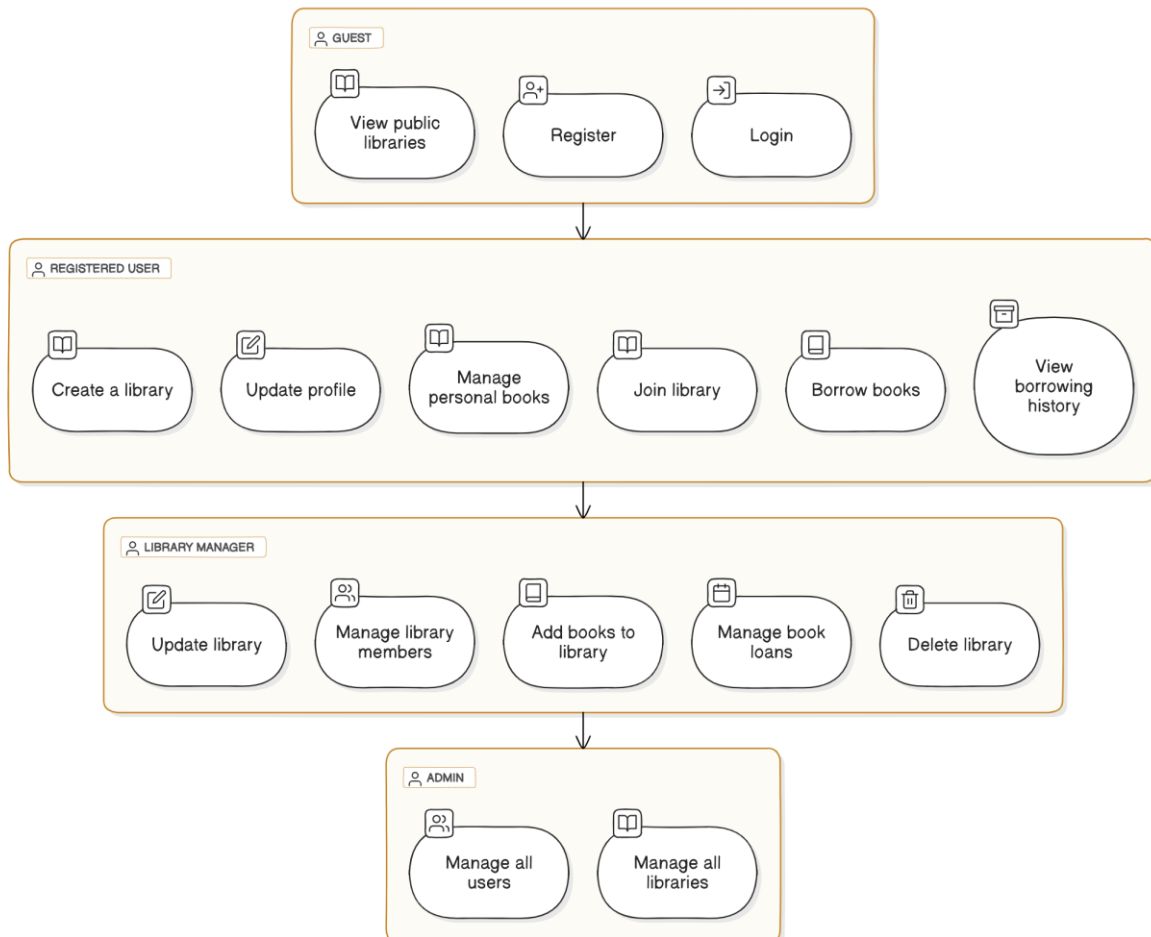 GUEST
View public
libraries
Register
Login
REGISTERED USER
Create a library
Update profile
Manage
personal books
Join library
Borrow books
View
borrowing
history
LIBRARY MANAGER
Update library
Manage library
members
Add books to
library
Manage book
loans
Delete library
ADMIN
Manage all
users
Manage all
libraries